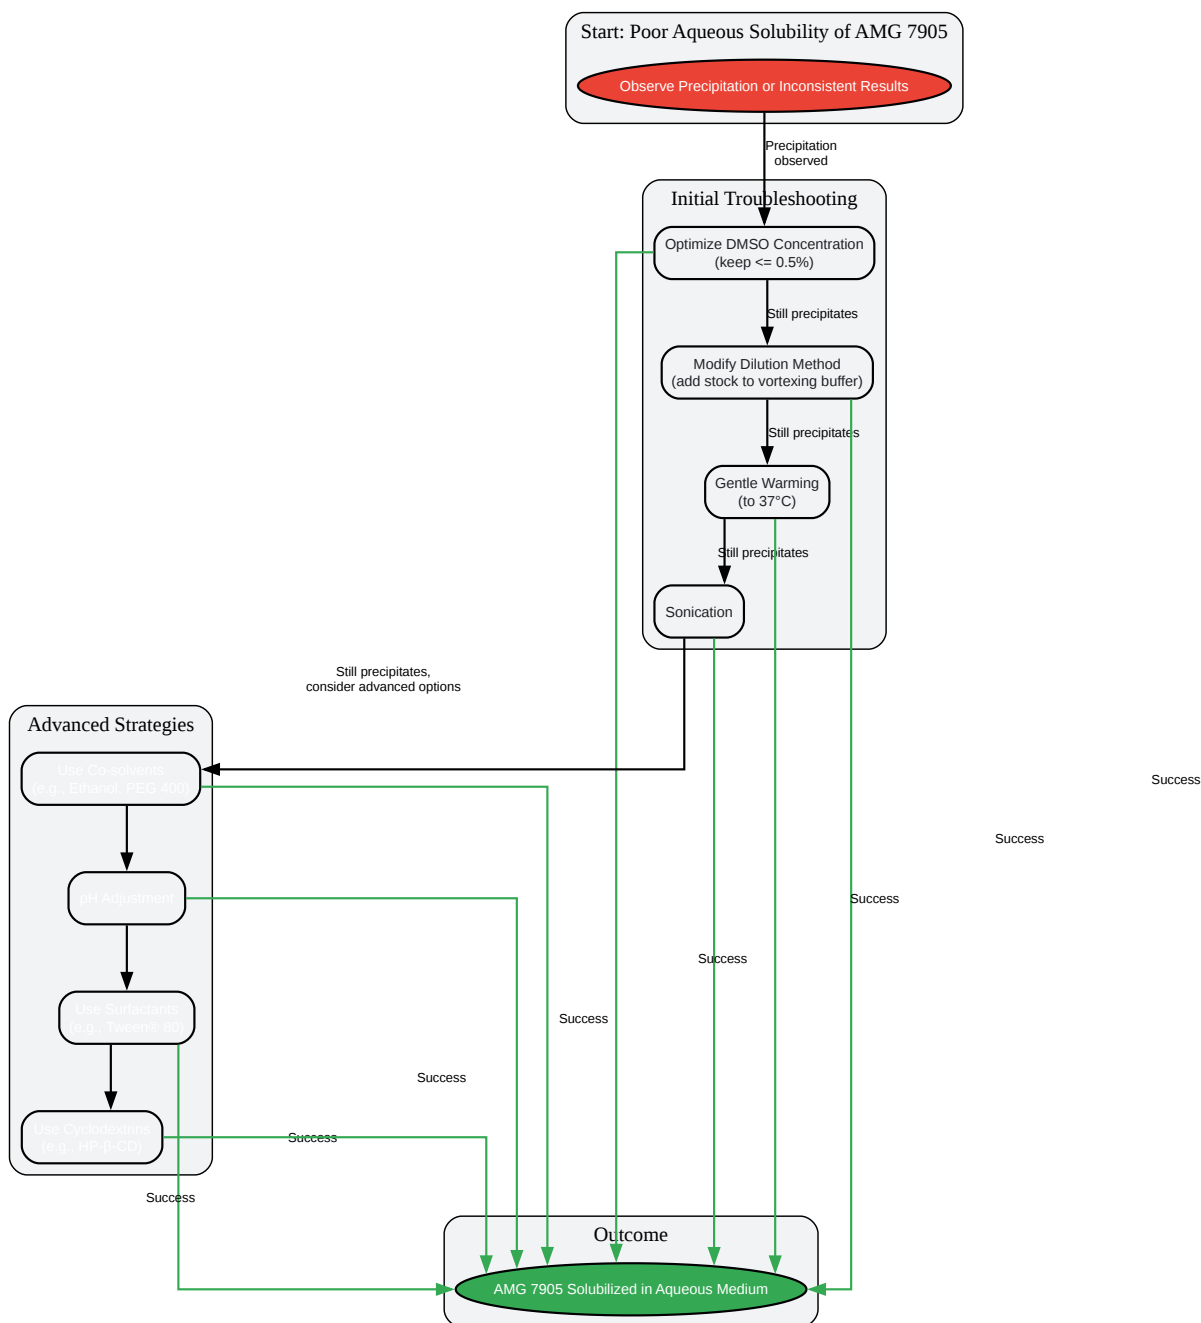 Start: Poor Aqueous Solubility of AMG 7905
Observe Precipitation or Inconsistent Results
Precipitation
observed
Initial Troubleshooting
Optimize DMSO Concentration
(keep <= 0.5%)
Still precipitates
Modify Dilution Method
(add stock to vortexing buffer)
Still precipitates
Gentle Warming
(to 37°C)
Still precipitates
Sonication
Still precipitates,
consider advanced options
Advanced Strategies
Use Co-solvents
(e.g., Ethanol, PEG 400)
Success
Success
pH Adjustment
Success
Success
Use Surfactants
(e.g., Tween® 80)
Success
Success
Use Cyclodextrins
(e.g., HP-β-CD)
Success
Success
Outcome
AMG 7905 Solubilized in Aqueous Medium